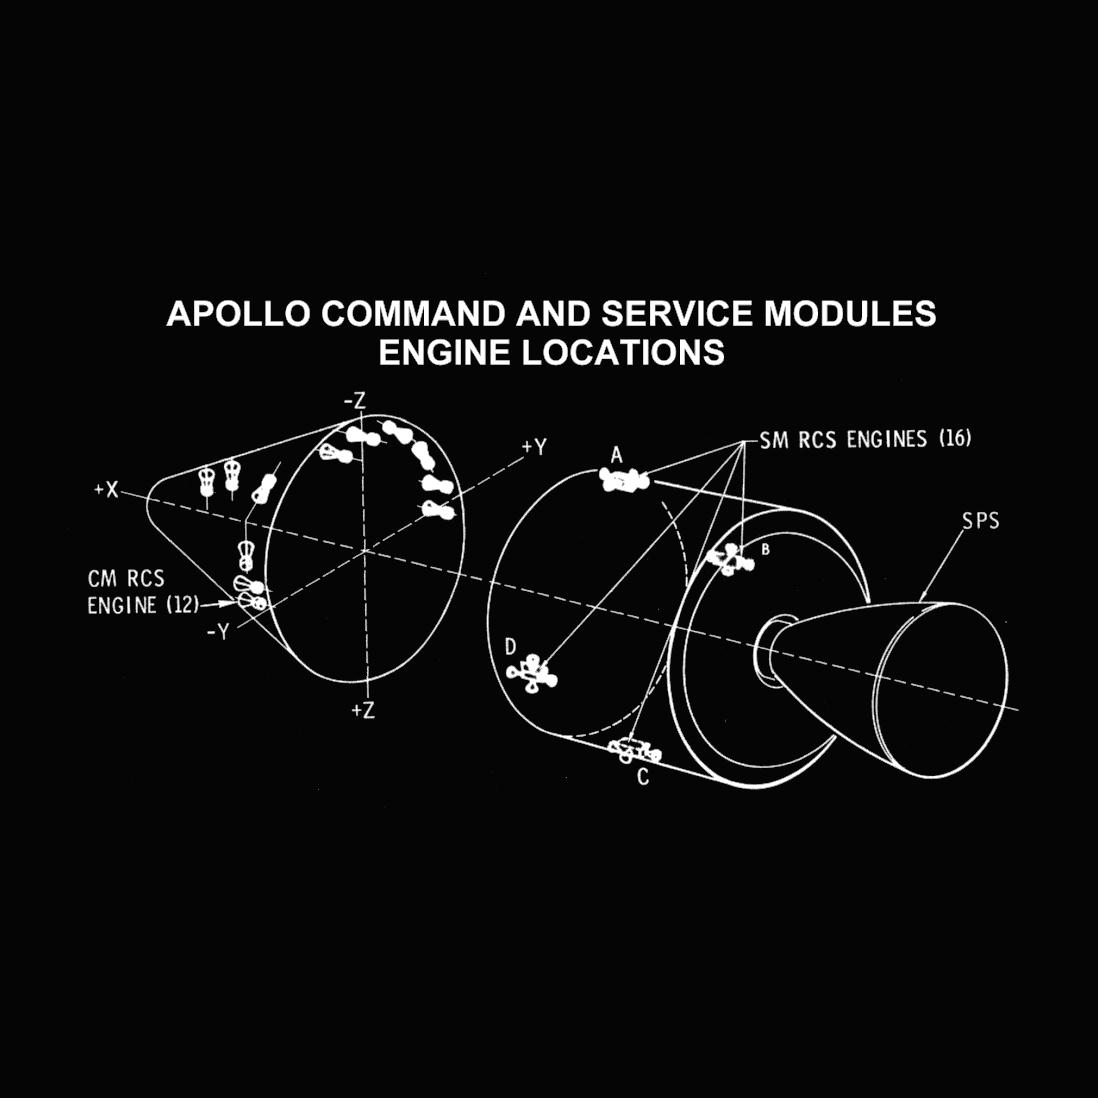 APOLLO COMMAND AND SERVICE MODULES
ENGINE LOCATIONS
-Z
+Y
A
SM RCS ENGINES (16)
+X
SPS
B
CM RCS
ENGINE (12)
-Y
D
+Z
C